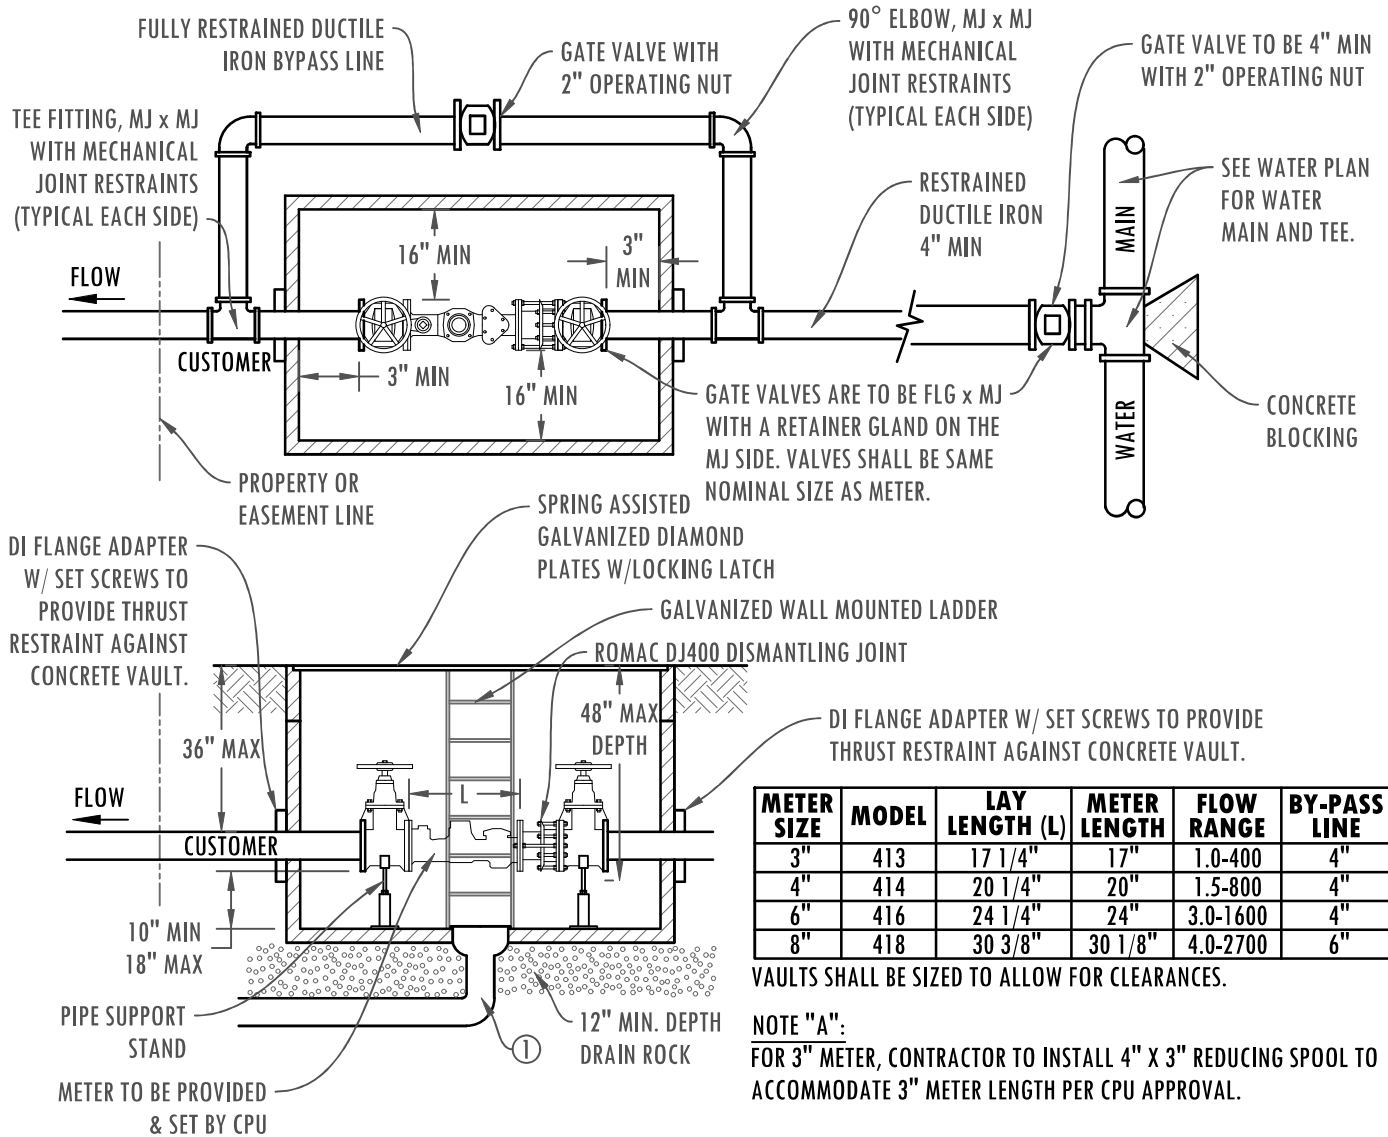 FULLY RESTRAINED DUCTILE
IRON BYPASS LINE
GATE VALVE WITH
2" OPERATING NUT
90° ELBOW, MJ x MJ
WITH MECHANICAL
JOINT RESTRAINTS
(TYPICAL EACH SIDE)
GATE VALVE TO BE 4" MIN
WITH 2" OPERATING NUT
TEE FITTING, MJ x MJ
WITH MECHANICAL
JOINT RESTRAINTS
(TYPICAL EACH SIDE)
RESTRAINED
DUCTILE IRON
4" MIN
SEE WATER PLAN
FOR WATER
MAIN AND TEE.
MAIN
WATER
16" MIN
3"
MIN
FLOW
CUSTOMER
3" MIN
16" MIN
GATE VALVES ARE TO BE FLG x MJ
WITH A RETAINER GLAND ON THE
MJ SIDE. VALVES SHALL BE SAME
NOMINAL SIZE AS METER.
CONCRETE
BLOCKING
PROPERTY OR
EASEMENT LINE
SPRING ASSISTED
GALVANIZED DIAMOND
PLATES W/LOCKING LATCH
DI FLANGE ADAPTER
W/ SET SCREWS TO
PROVIDE THRUST
RESTRAINT AGAINST
CONCRETE VAULT.
GALVANIZED WALL MOUNTED LADDER
ROMAC DJ400 DISMANTLING JOINT
36" MAX
48" MAX
DEPTH
L
DI FLANGE ADAPTER W/ SET SCREWS TO PROVIDE
THRUST RESTRAINT AGAINST CONCRETE VAULT.
FLOW
CUSTOMER
10" MIN
18" MAX
PIPE SUPPORT
STAND
METER TO BE PROVIDED
& SET BY CPU
1
12" MIN. DEPTH
DRAIN ROCK
METER SIZE MODEL LAY LENGTH (L) METER LENGTH FLOW RANGE BY-PASS LINE
3" 413 17 1/4" 17" 1.0-400 4"
4" 414 20 1/4" 20" 1.5-800 4"
6" 416 24 1/4" 24" 3.0-1600 4"
8" 418 30 3/8" 30 1/8" 4.0-2700 6"
VAULTS SHALL BE SIZED TO ALLOW FOR CLEARANCES.
NOTE "A":
FOR 3" METER, CONTRACTOR TO INSTALL 4" X 3" REDUCING SPOOL TO
ACCOMMODATE 3" METER LENGTH PER CPU APPROVAL.